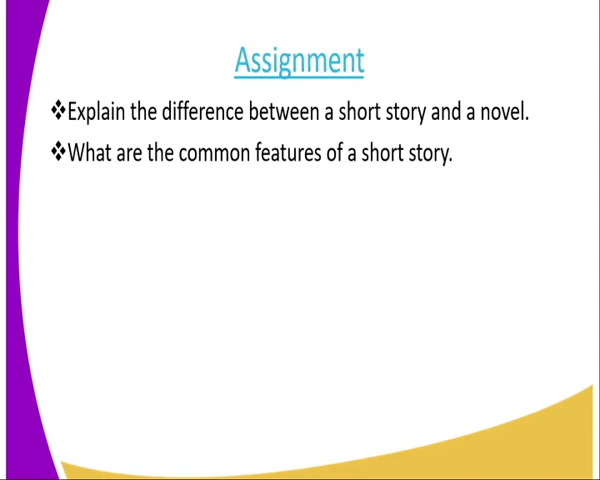 Assignment
❖Explain the difference between a short story and a novel.
❖What are the common features of a short story.